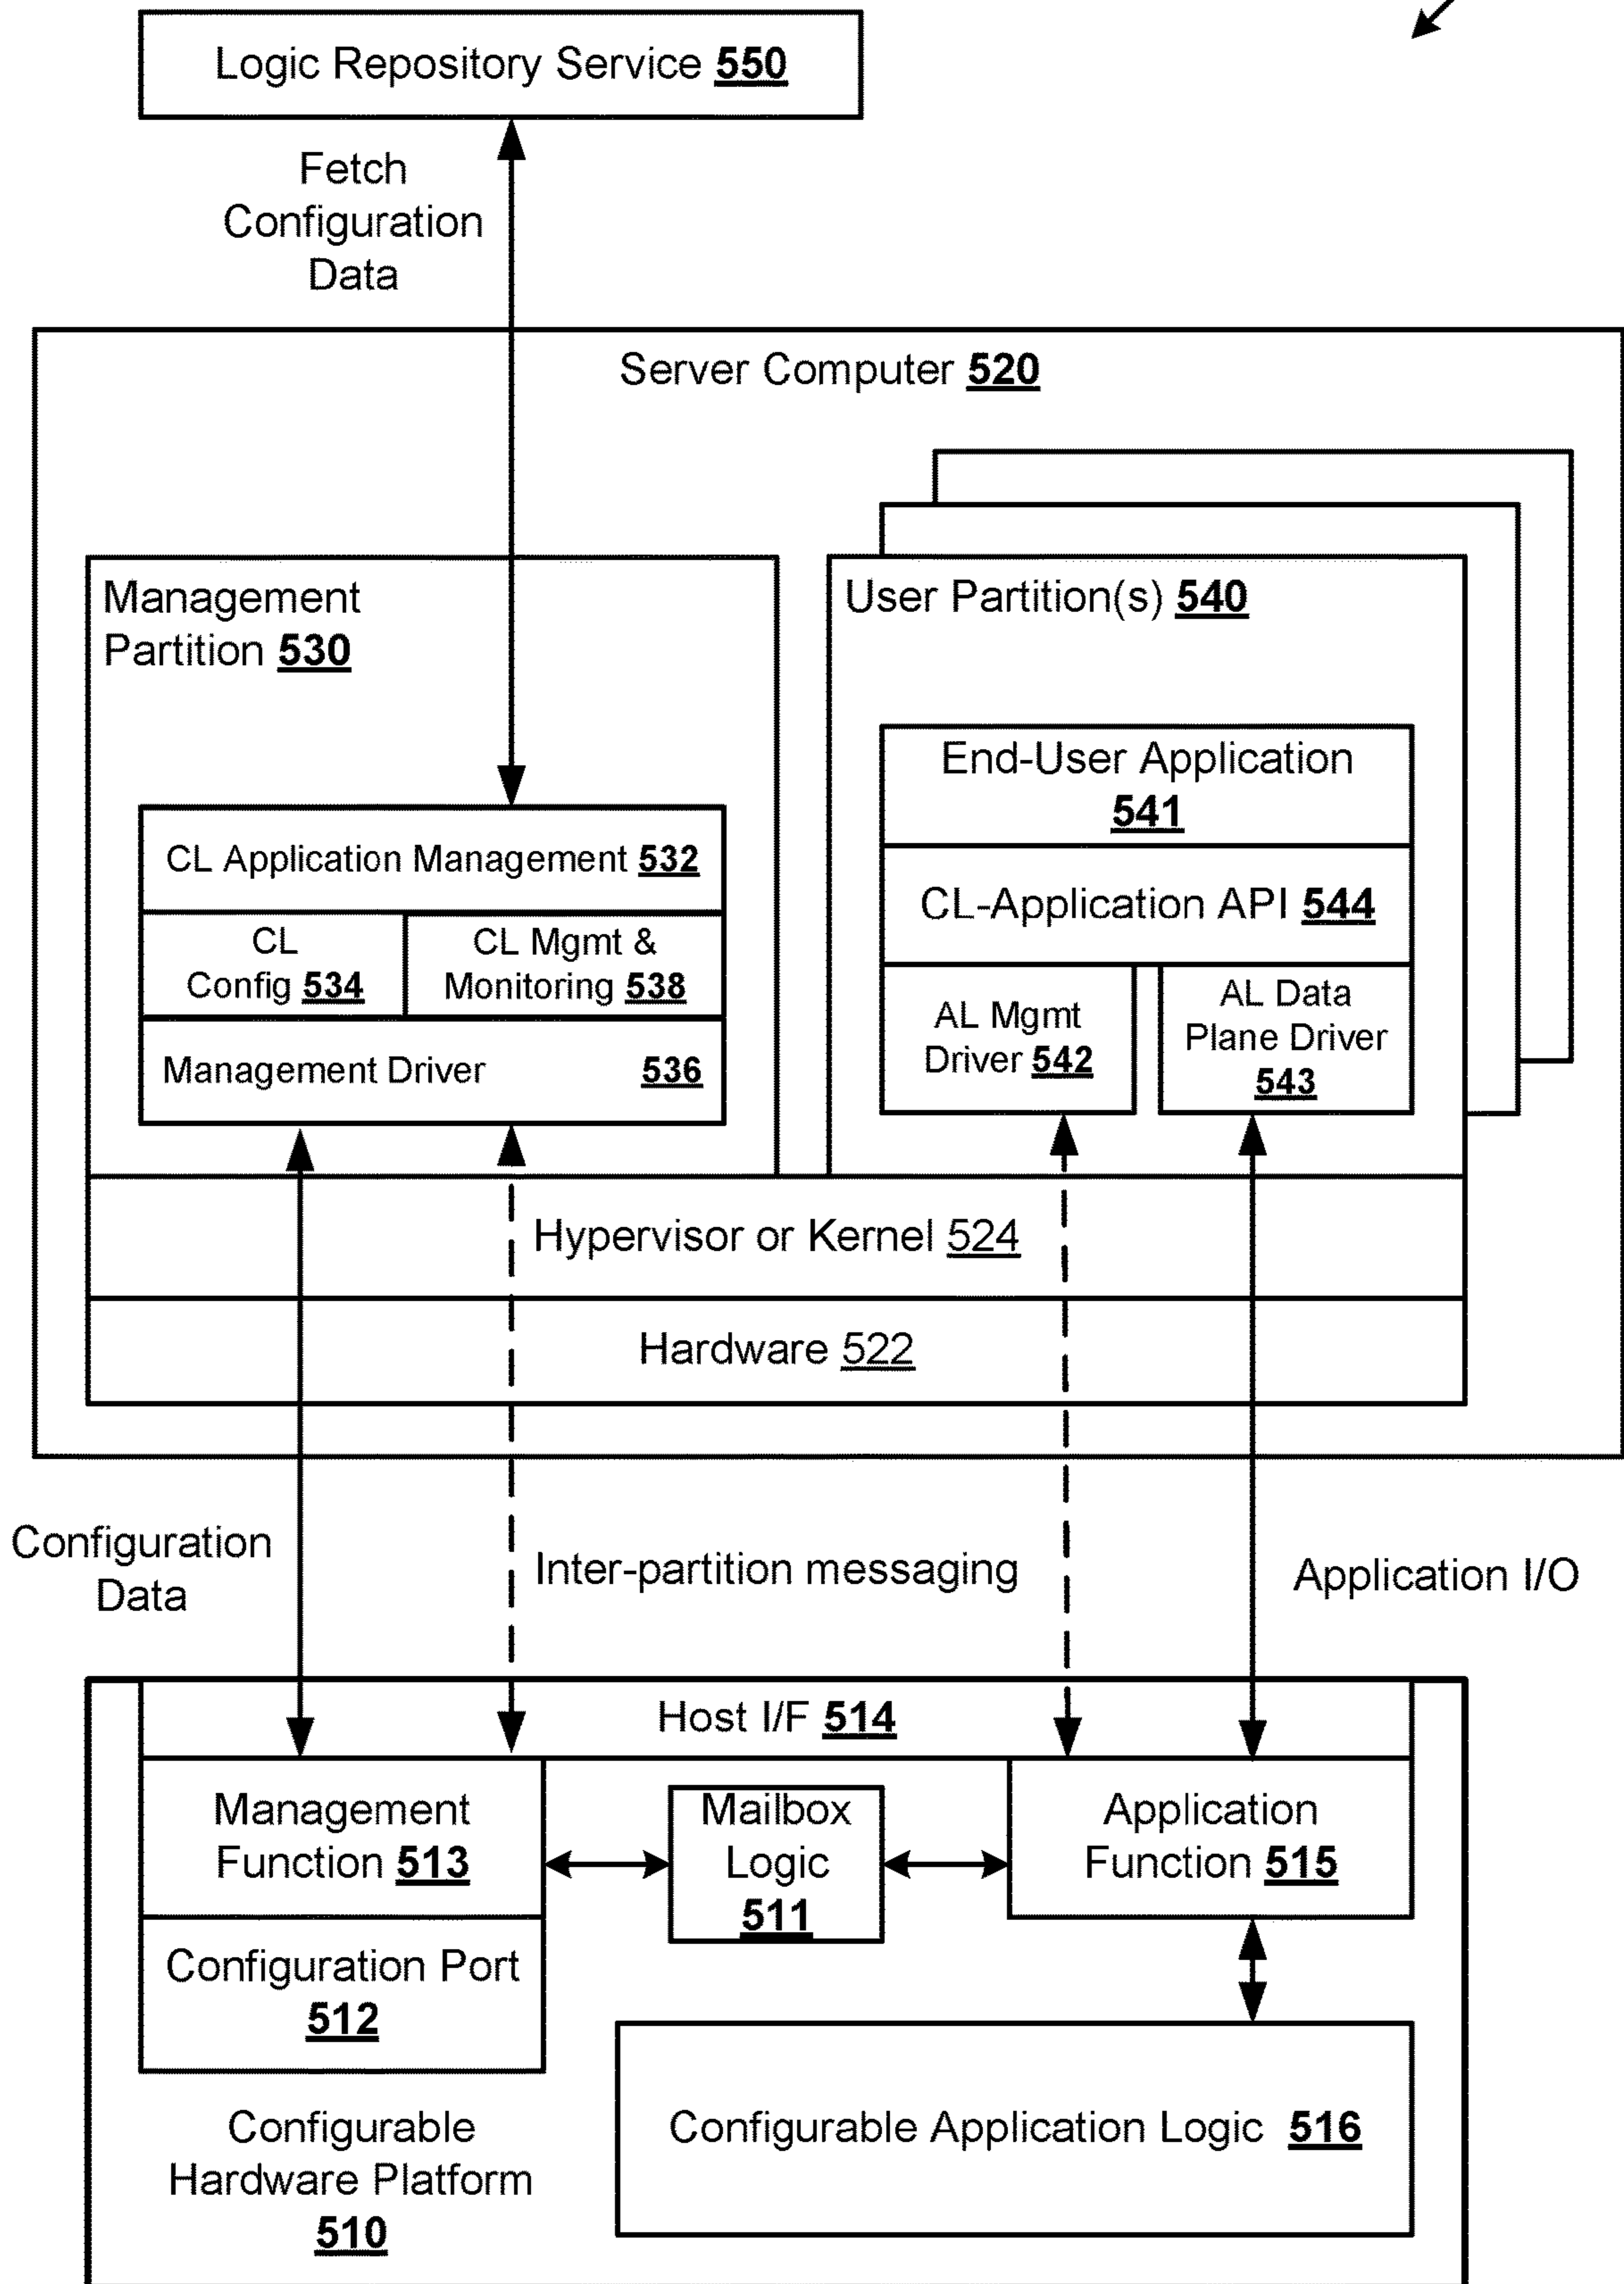 Logic Repository Service 550
Fetch
Configuration
Data
Server Computer 520
Management
Partition 530
User Partition(s) 540
End-User Application
541
CL Application Management 532
CL-Application API 544
CL
Config 534
CL Mgmt &
Monitoring 538
AL Mgmt
Driver 542
AL Data
Plane Driver
543
Management Driver 536
Hypervisor or Kernel 524
Hardware 522
Configuration
Data
Inter-partition messaging
Application I/O
Host I/F 514
Management
Function 513
Mailbox
Logic
511
Application
Function 515
Configuration Port
512
Configurable
Hardware Platform
510
Configurable Application Logic 516